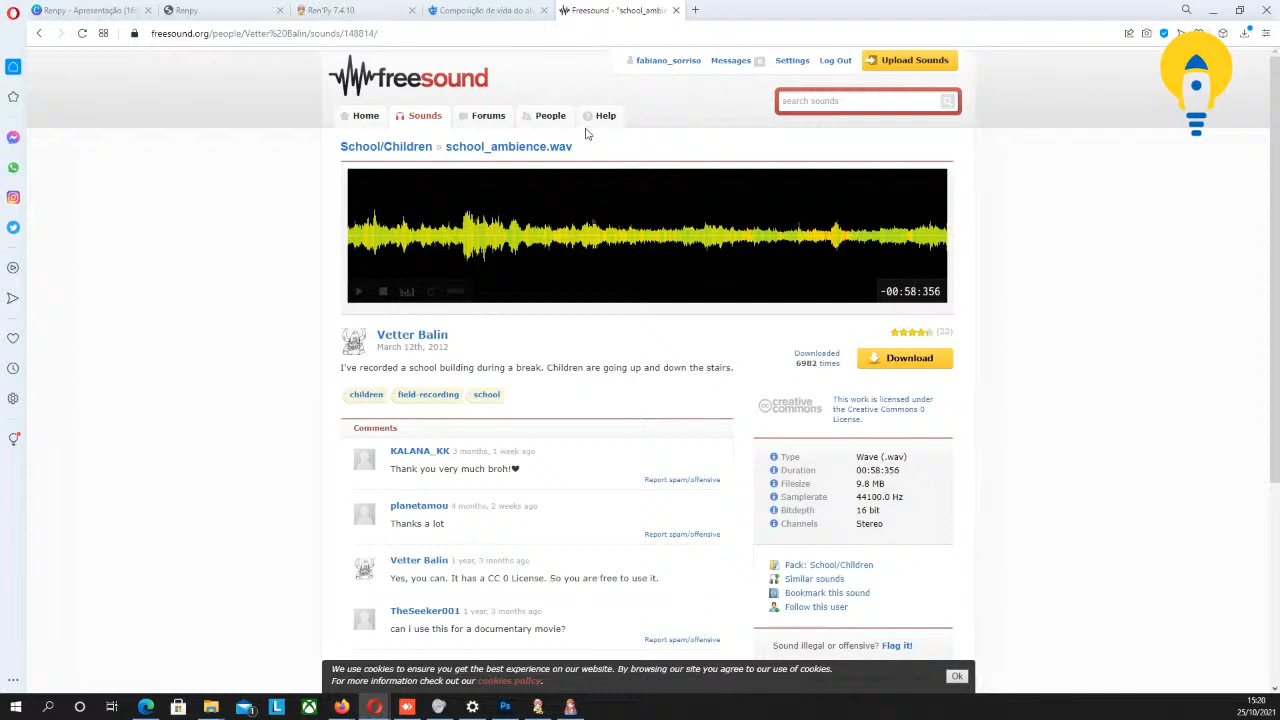 Renpy - Apresentação (16:
Renpy.
Ren'Py 7.4.10
Composição de vida do alu
Freesound - "school_ambie
freesound.org/people/Vetter%20Balin/sounds/148814/
fabiano_sorriso Messages 0 Settings Log Out Upload Sounds
freesound
search sounds
Home Sounds Forums People Help
School/Children » school_ambience.wav
-00:58:356
Vetter Balin
March 12th, 2012
(33)
Downloaded
6982 times
Download
I've recorded a school building during a break. Children are going up and down the stairs.
children field-recording school
creative
commons
This work is licensed under
the Creative Commons 0
License.
Comments
KALANA_KK 3 months, 1 week ago
Thank you very much broh!♥
Report spam/offensive
planetamou 4 months, 2 weeks ago
Thanks a lot
Report spam/offensive
Vetter Balin 1 year, 3 months ago
Yes, you can. It has a CC 0 License. So you are free to use it.
TheSeeker001 1 year, 3 months ago
can i use this for a documentary movie?
Report spam/offensive
Type Wave (.wav)
Duration 00:58:356
Filesize 9.8 MB
Samplerate 44100.0 Hz
Bitdepth 16 bit
Channels Stereo
Pack: School/Children
Similar sounds
Bookmark this sound
Follow this user
Sound illegal or offensive? Flag it!
We use cookies to ensure you get the best experience on our website. By browsing our site you agree to our use of cookies.
For more information check out our cookies policy.
Ok
15:20
25/10/2021